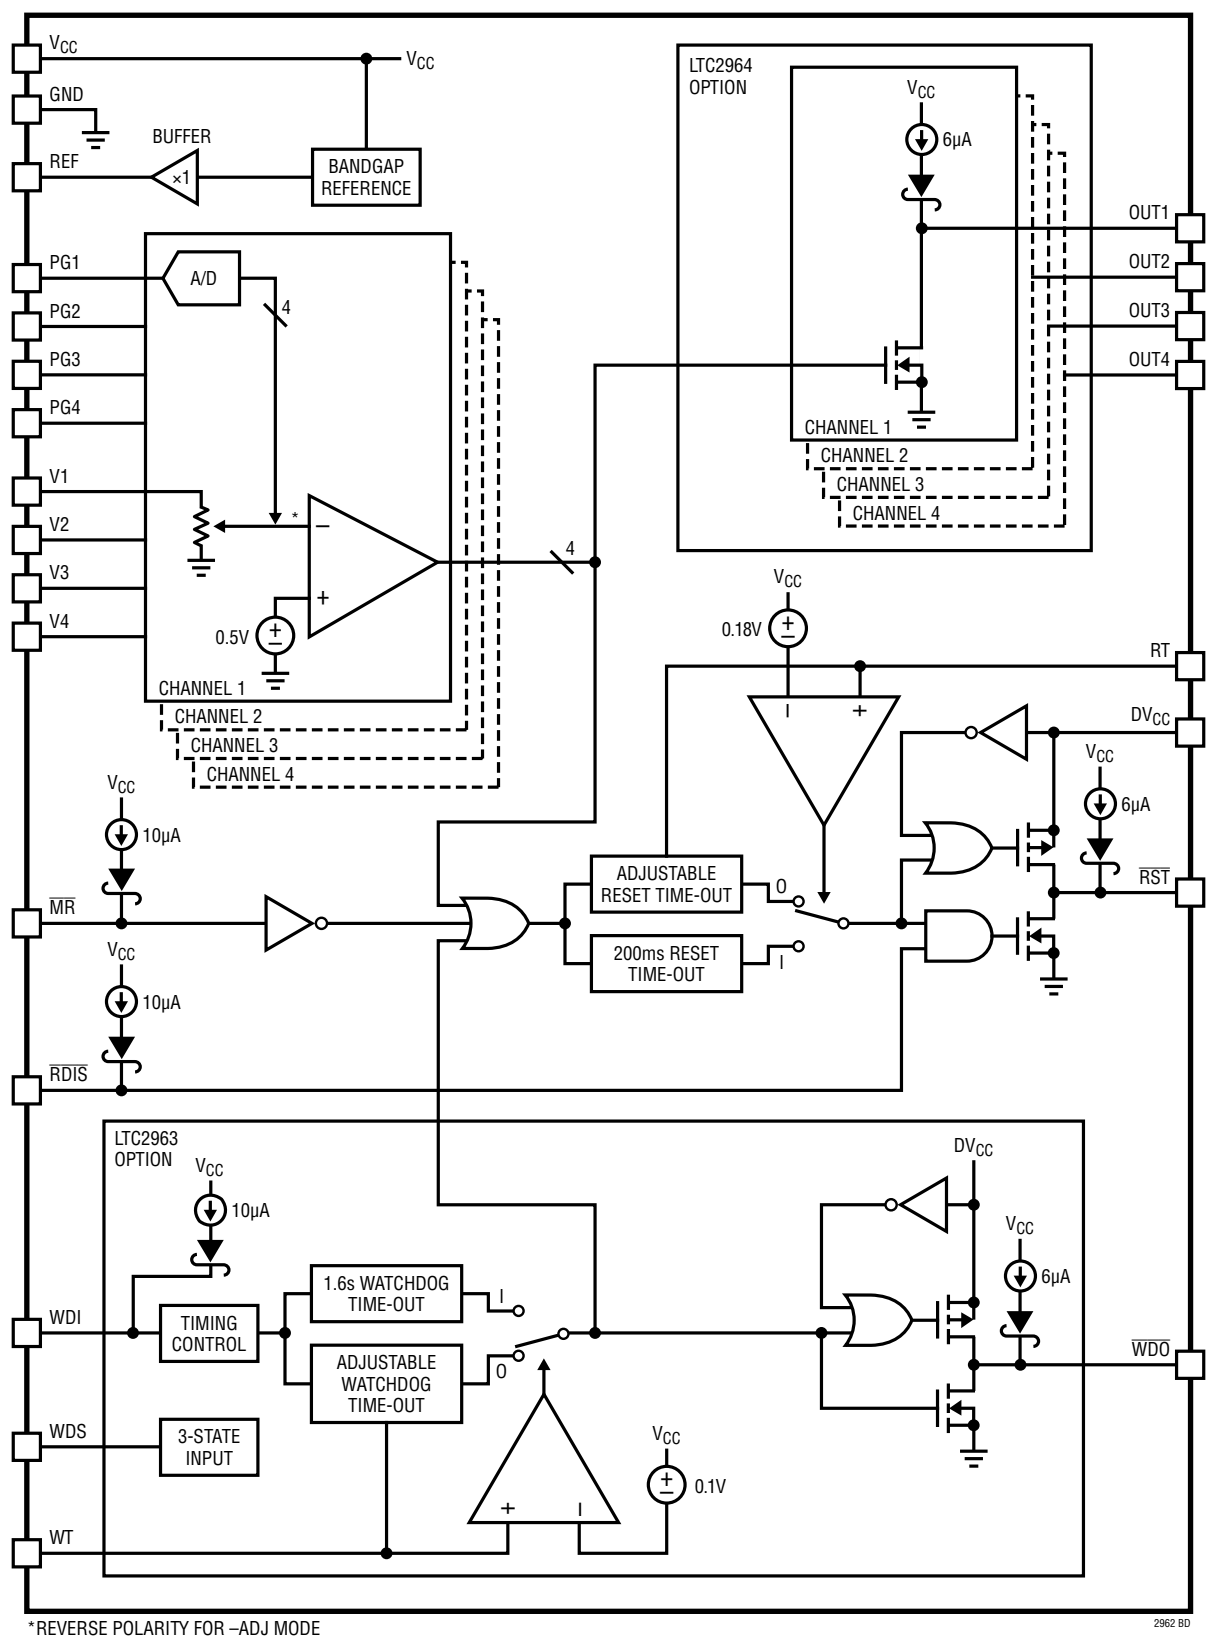 VCC
VCC
GND
BUFFER
REF
×1
BANDGAP
REFERENCE
LTC2964
OPTION
VCC
6µA
OUT1
OUT2
OUT3
OUT4
CHANNEL 1
CHANNEL 2
CHANNEL 3
CHANNEL 4
PG1
A/D
4
PG2
PG3
PG4
V1
V2
V3
V4
*
–
+
0.5V
+
–
4
CHANNEL 1
CHANNEL 2
CHANNEL 3
CHANNEL 4
VCC
0.18V
+
–
RT
–
+
DVCC
VCC
6µA
RST
VCC
10µA
MR
ADJUSTABLE
RESET TIME-OUT
0
200ms RESET
TIME-OUT
1
VCC
10µA
RDIS
LTC2963
OPTION
VCC
10µA
WDI
TIMING
CONTROL
1.6s WATCHDOG
TIME-OUT
1
ADJUSTABLE
WATCHDOG
TIME-OUT
0
DVCC
VCC
6µA
WDO
WDS
3-STATE
INPUT
VCC
+
–
0.1V
+
–
WT
*REVERSE POLARITY FOR –ADJ MODE
2962 BD